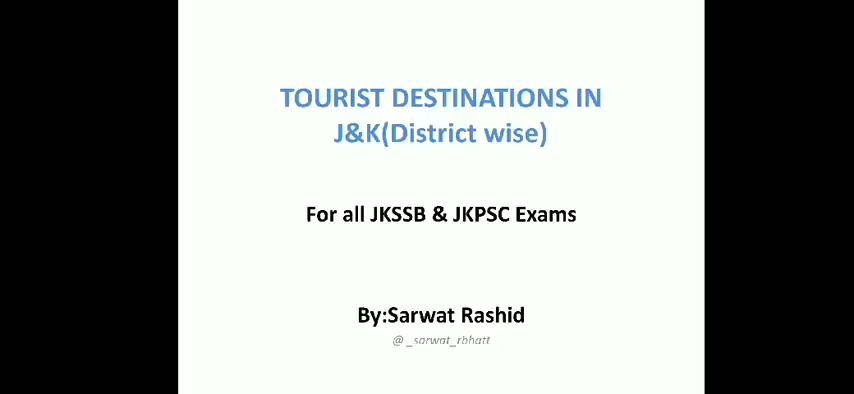 TOURIST DESTINATIONS IN
J&K(District wise)
For all JKSSB & JKPSC Exams
By:Sarwat Rashid
@ _sarwat_rbhatt